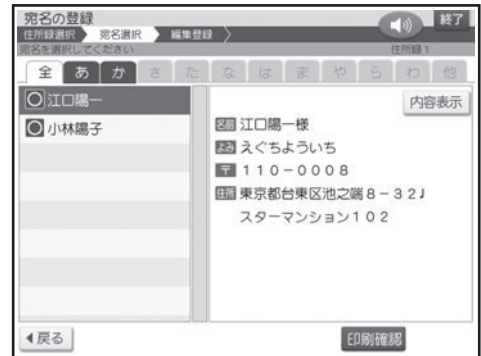 宛名の登録
終了
住所録選択 宛名選択 編集登録
宛名を選択してください
住所録1
全 あ か さ た な は ま や ら わ 他
江口陽一
小林陽子
内容表示
名前 江口陽一様
よみ えぐちよういち
〒 110-0008
住所 東京都台東区池之端8-32♩
スターマンション102
戻る
印刷確認